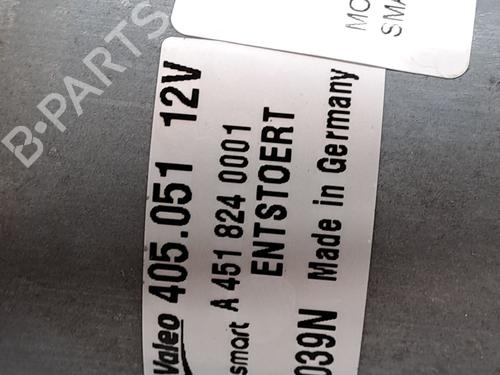 B-PARTS
MO
SMA
Valeo 405.051 12V
smart A 451 824 0001
ENTSTOERT
039N Made in Germany